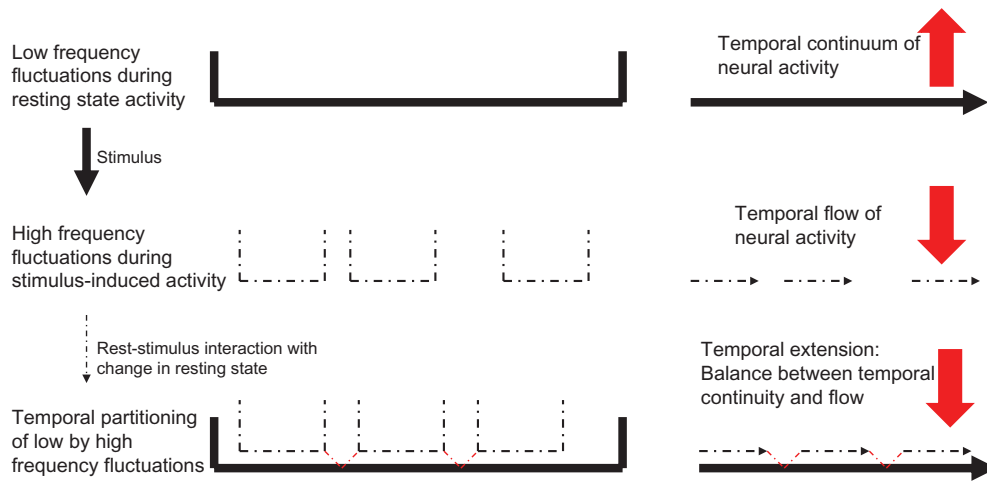 Low frequency
fluctuations during
resting state activity
Temporal continuum of
neural activity
Stimulus
High frequency
fluctuations during
stimulus-induced activity
Temporal flow of
neural activity
Rest-stimulus interaction with
change in resting state
Temporal extension:
Balance between temporal
continuity and flow
Temporal partitioning
of low by high
frequency fluctuations